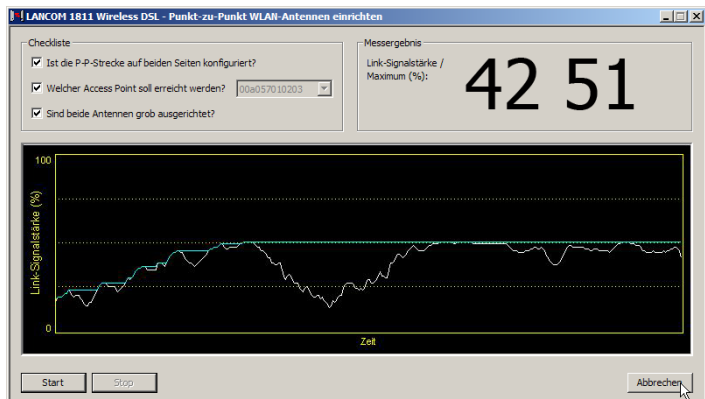 LANCOM 1811 Wireless DSL - Punkt-zu-Punkt WLAN-Antennen einrichten
Checkliste
Ist die P-P-Strecke auf beiden Seiten konfiguriert?
Welcher Access Point soll erreicht werden? 00a057010203
Sind beide Antennen grob ausgerichtet?
Messergebnis
Link-Signalstärke /
Maximum (%):
42 51
100
Link-Signalstärke (%)
0
Zeit
Start Stop Abbrechen